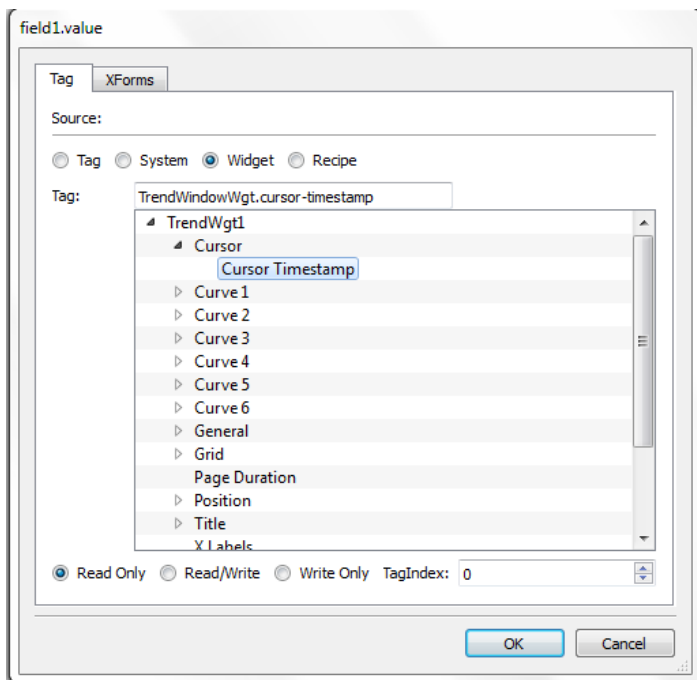 field1.value
Tag XForms
Source:
Tag System Widget Recipe
Tag: TrendWindowWgt.cursor-timestamp
TrendWgt1
Cursor
Cursor Timestamp
Curve 1
Curve 2
Curve 3
Curve 4
Curve 5
Curve 6
General
Grid
Page Duration
Position
Title
X Labels
Read Only Read/Write Write Only TagIndex: 0
OK Cancel